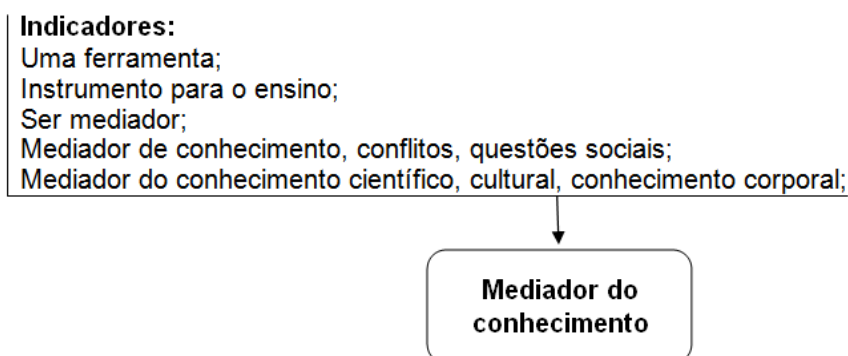 Indicadores:
Uma ferramenta;
Instrumento para o ensino;
Ser mediador;
Mediador de conhecimento, conflitos, questões sociais;
Mediador do conhecimento científico, cultural, conhecimento corporal;
Mediador do
conhecimento